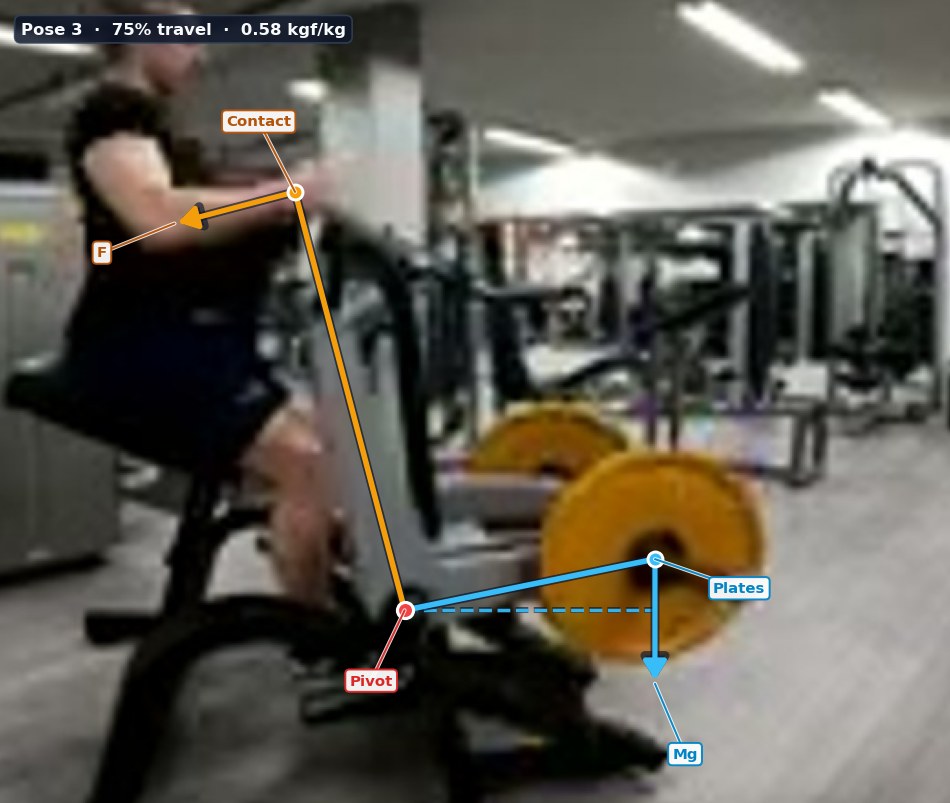 Pose 3 · 75% travel · 0.58 kgf/kg
Contact
F
Plates
Pivot
Mg